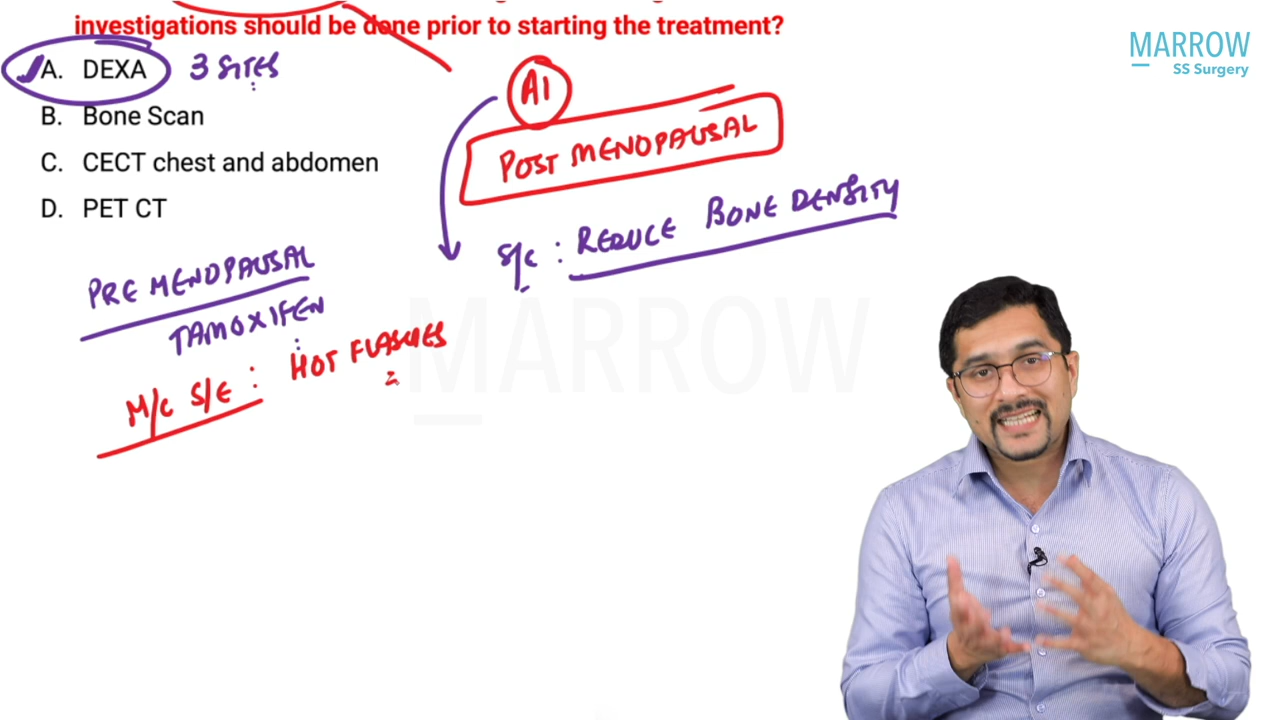 investigations should be done prior to starting the treatment?
MARROW
SS Surgery
A. DEXA
3 SITES
B. Bone Scan
C. CECT chest and abdomen
D. PET CT
AI
POST MENOPAUSAL
S/E : REDUCE BONE DENSITY
PRE MENOPAUSAL
TAMOXIFEN
M/C S/E : HOT FLASHES
MARROW